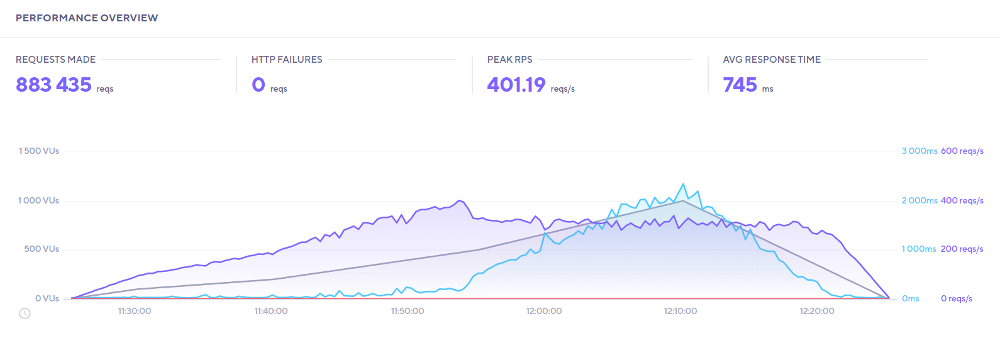 PERFORMANCE OVERVIEW
REQUESTS MADE
883 435 reqs
HTTP FAILURES
0 reqs
PEAK RPS
401.19 reqs/s
AVG RESPONSE TIME
745 ms
1 500 VUs
3 000ms 600 reqs/s
1 000 VUs
2 000ms 400 reqs/s
500 VUs
1 000ms 200 reqs/s
0 VUs
0ms 0 reqs/s
11:30:00 11:40:00 11:50:00 12:00:00 12:10:00 12:20:00